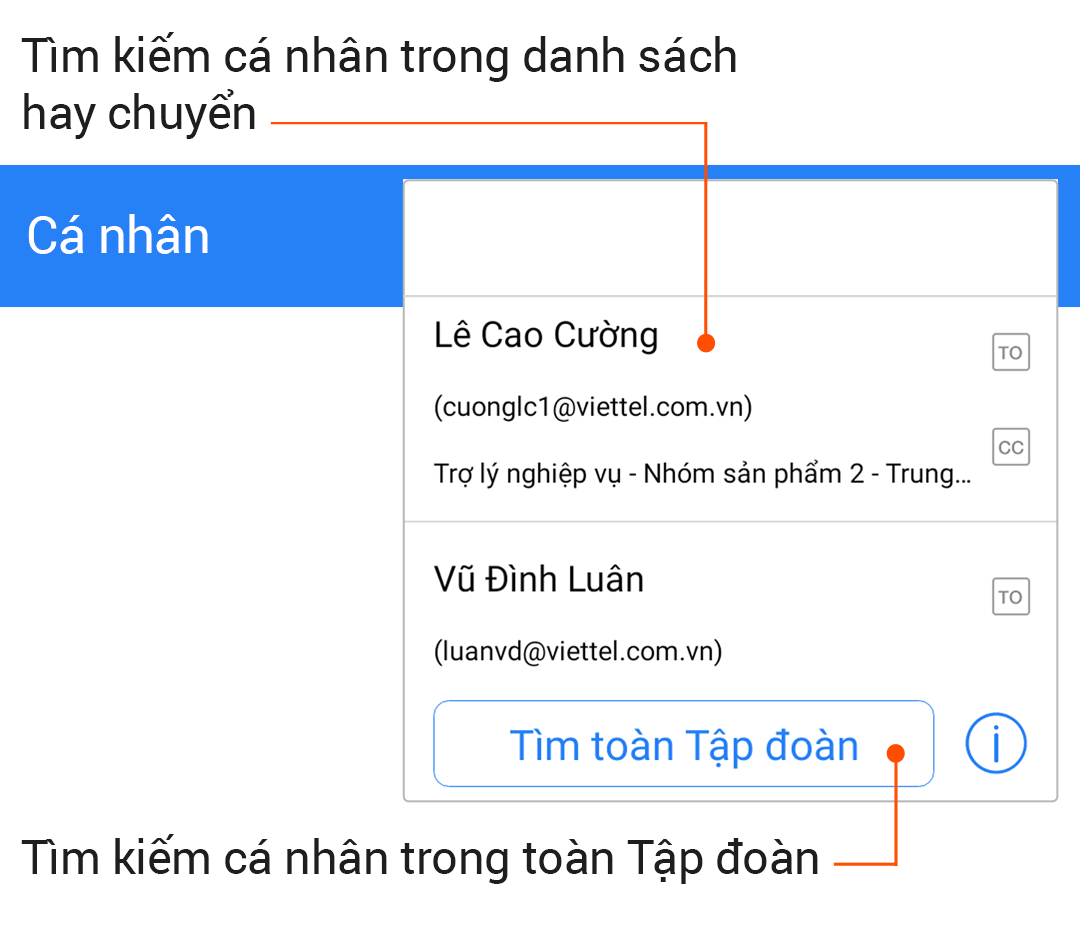 Tìm kiếm cá nhân trong danh sách
hay chuyển
Cá nhân
Lê Cao Cường
TO
(cuonglc1@viettel.com.vn)
CC
Trợ lý nghiệp vụ - Nhóm sản phẩm 2 - Trung...
Vũ Đình Luân
TO
(luanvd@viettel.com.vn)
Tìm toàn Tập đoàn
i
Tìm kiếm cá nhân trong toàn Tập đoàn